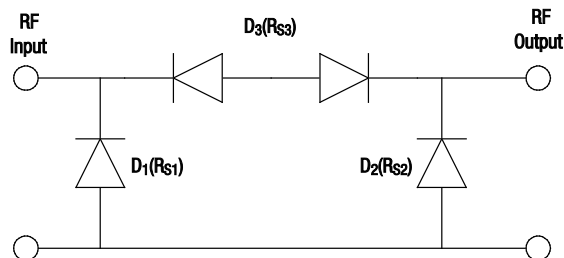 RF
Input
D3(RS3)
RF
Output
D1(RS1)
D2(RS2)